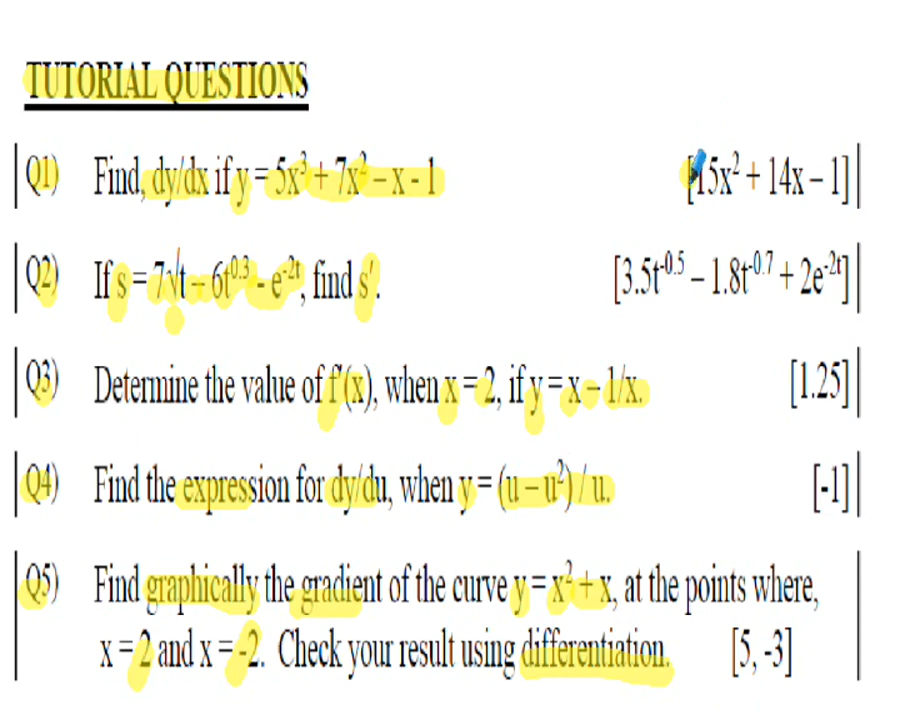 TUTORIAL QUESTIONS
Q1) Find, dy/dx if y = 5x³ + 7x² – x - 1 [15x² + 14x – 1]
Q2) If s = 7√t – 6t⁰·³ - e⁻²ᵗ, find s′. [3.5t⁻⁰·⁵ – 1.8t⁻⁰·⁷ + 2e⁻²ᵗ]
Q3) Determine the value of f′(x), when x = 2, if y = x – 1/x. [1.25]
Q4) Find the expression for dy/du, when y = (u – u²) / u. [-1]
Q5) Find graphically the gradient of the curve y = x² + x, at the points where,
x = 2 and x = -2. Check your result using differentiation. [5, -3]